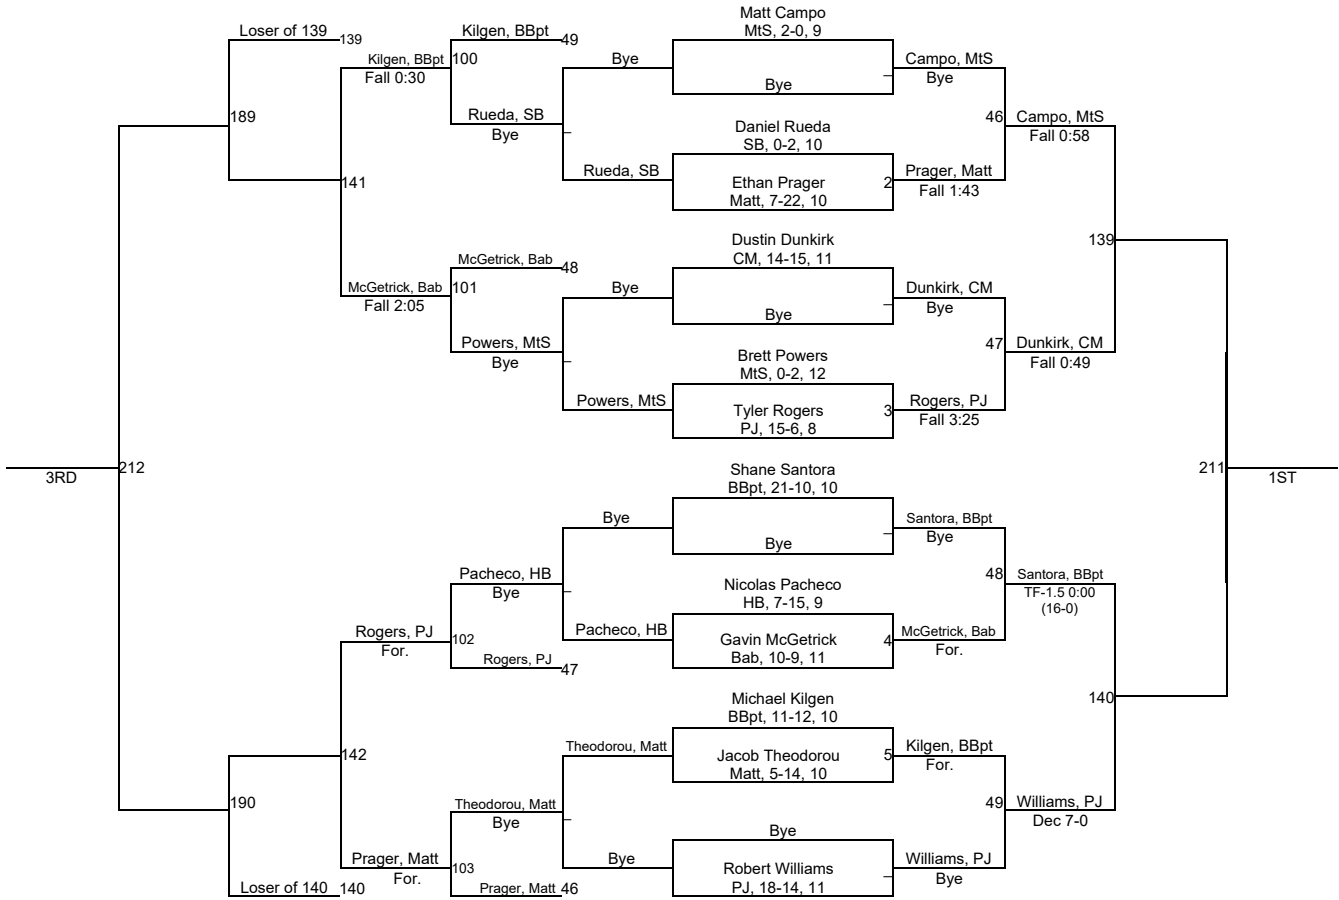 Matt Campo
MtS, 2-0, 9
Loser of 139
139
Kilgen, BBpt
49
Kilgen, BBpt
100
Fall 0:30
Bye
Bye
Campo, MtS
Bye
189
Rueda, SB
Bye
46
Campo, MtS
Fall 0:58
Daniel Rueda
SB, 0-2, 10
141
Rueda, SB
Ethan Prager
Matt, 7-22, 10
2
Prager, Matt
Fall 1:43
Dustin Dunkirk
CM, 14-15, 11
139
McGetrick, Bab
48
McGetrick, Bab
101
Fall 2:05
Bye
Bye
Dunkirk, CM
Bye
Powers, MtS
Bye
47
Dunkirk, CM
Fall 0:49
Brett Powers
MtS, 0-2, 12
Powers, MtS
Tyler Rogers
PJ, 15-6, 8
3
Rogers, PJ
Fall 3:25
3RD
212
211
1ST
Shane Santora
BBpt, 21-10, 10
Bye
Bye
Santora, BBpt
Bye
Pacheco, HB
Bye
48
Santora, BBpt
TF-1.5 0:00
(16-0)
Nicolas Pacheco
HB, 7-15, 9
Rogers, PJ
For.
102
Pacheco, HB
Gavin McGetrick
Bab, 10-9, 11
4
McGetrick, Bab
For.
Rogers, PJ
47
140
Michael Kilgen
BBpt, 11-12, 10
142
Theodorou, Matt
Jacob Theodorou
Matt, 5-14, 10
5
Kilgen, BBpt
For.
190
Theodorou, Matt
Bye
49
Williams, PJ
Dec 7-0
Bye
Prager, Matt
For.
103
Bye
Robert Williams
PJ, 18-14, 11
Williams, PJ
Bye
Loser of 140
140
Prager, Matt
46